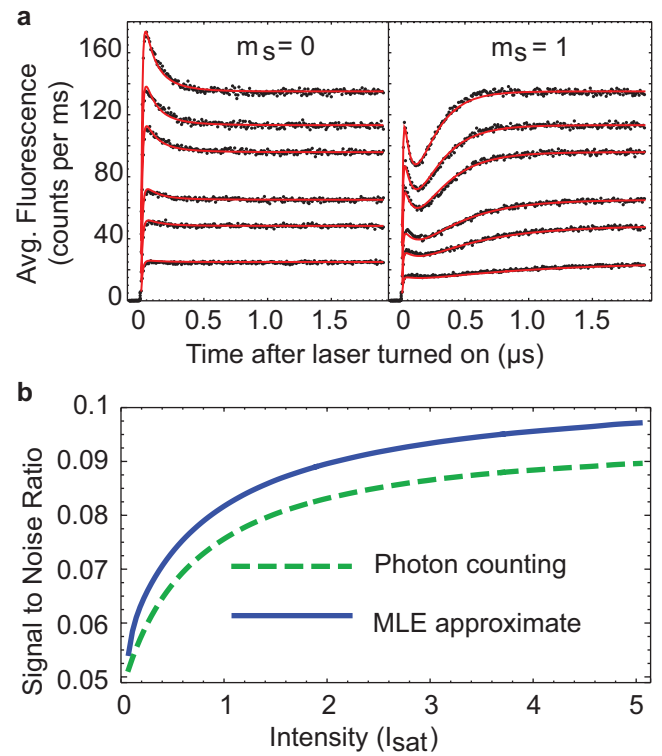 a
m s = 0
m s = 1
160
120
80
40
0
Avg. Fluorescence
(counts per ms)
0 0.5 1.0 1.5 0 0.5 1.0 1.5
Time after laser turned on (µs)
b
0.1
0.09
0.08
0.07
0.06
0.05
Signal to Noise Ratio
Photon counting
MLE approximate
0 1 2 3 4 5
Intensity (Isat)